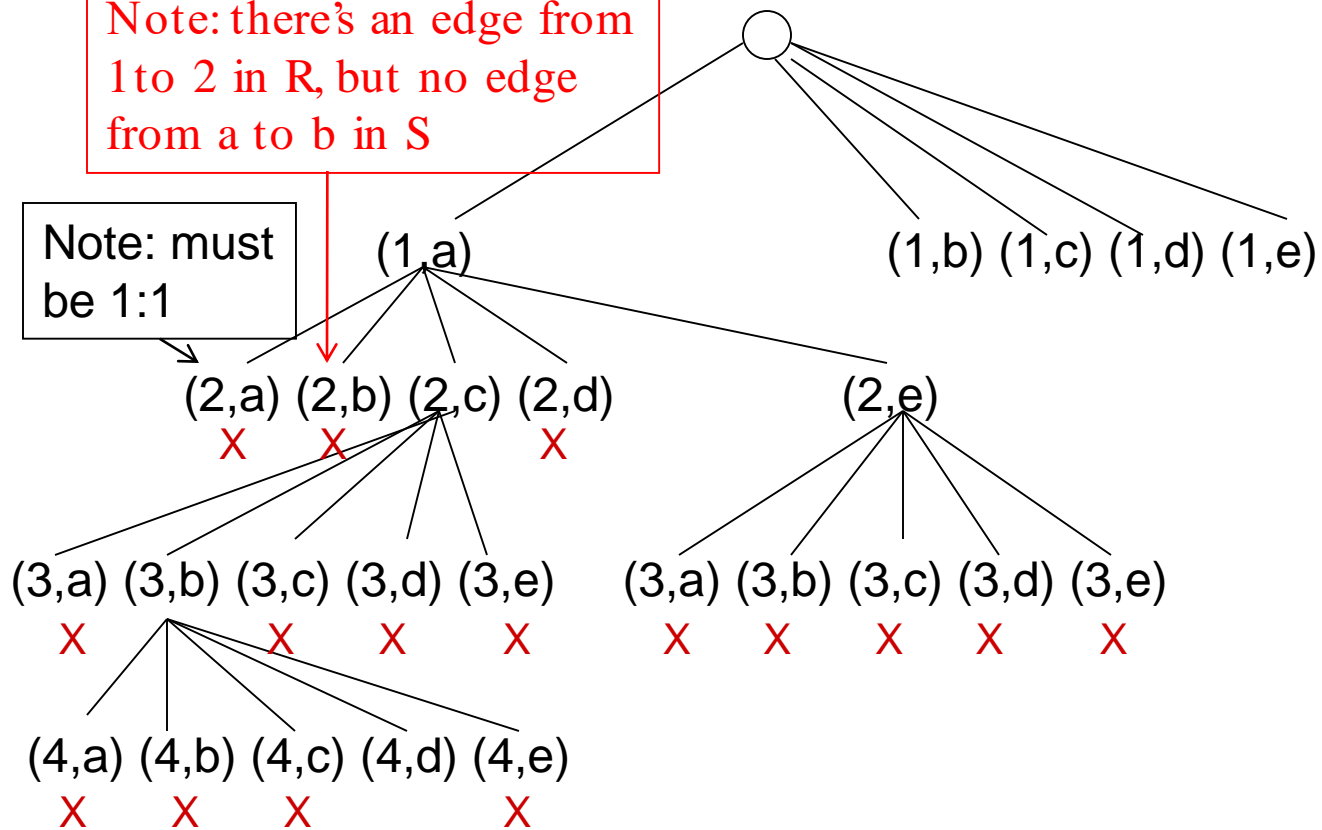 Note: there's an edge from
1 to 2 in R, but no edge
from a to b in S
Note: must
be 1:1
(1,a)
(1,b) (1,c) (1,d) (1,e)
(2,a) (2,b) (2,c) (2,d) (2,e)
X X X
(3,a) (3,b) (3,c) (3,d) (3,e) (3,a) (3,b) (3,c) (3,d) (3,e)
X X X X X X X X X
(4,a) (4,b) (4,c) (4,d) (4,e)
X X X X